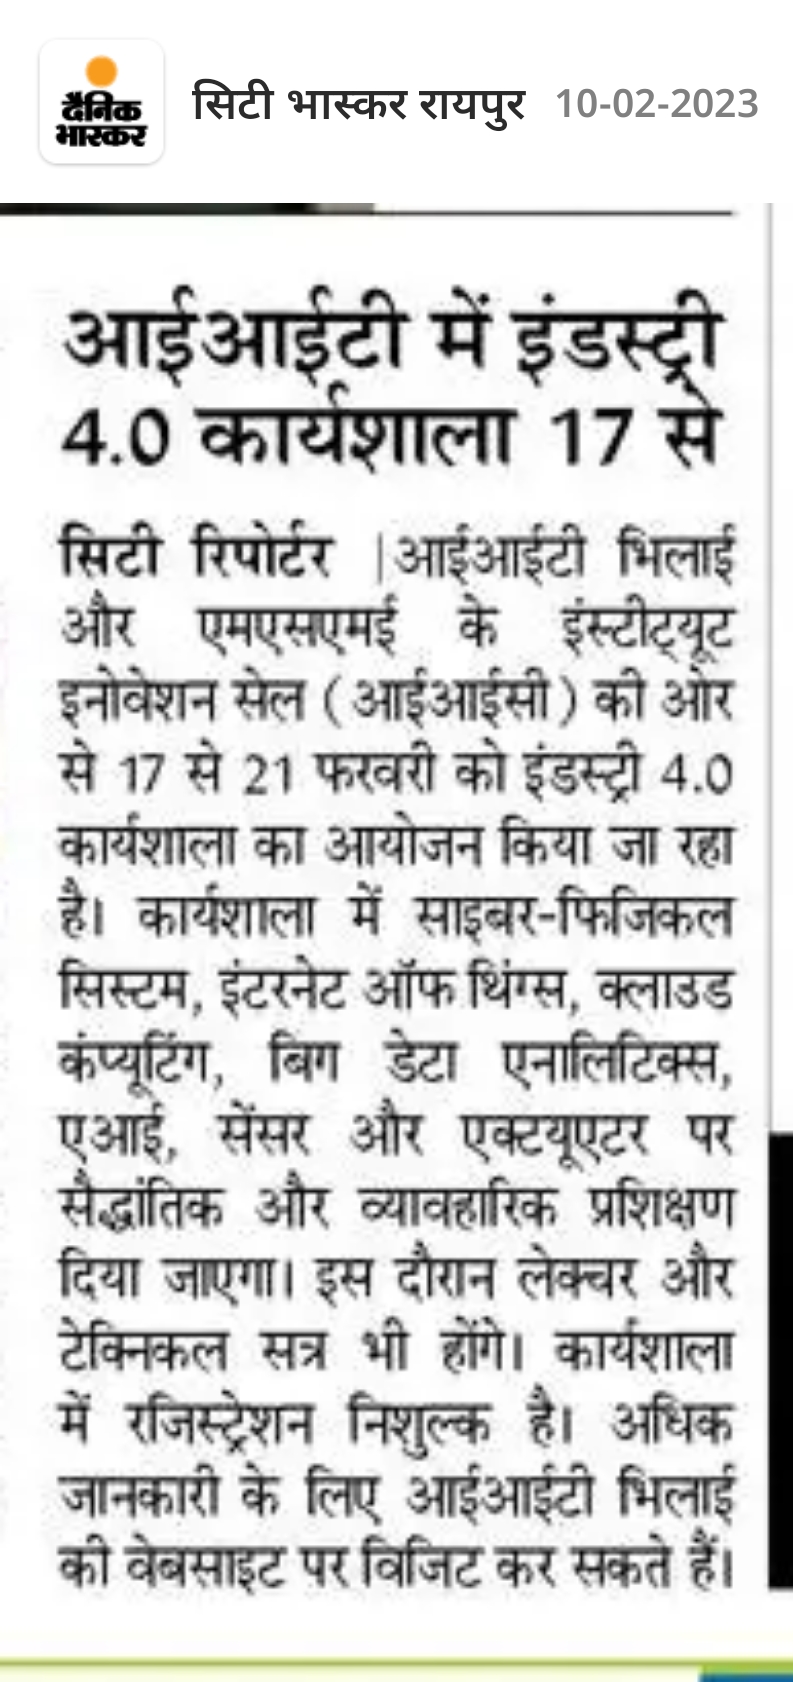 दैनिक
भास्कर
सिटी भास्कर रायपुर 10-02-2023
आईआईटी में इंडस्ट्री
4.0 कार्यशाला 17 से
सिटी रिपोर्टर |आईआईटी भिलाई
और एमएसएमई के इंस्टीट्यूट
इनोवेशन सेल (आईआईसी) की ओर
से 17 से 21 फरवरी को इंडस्ट्री 4.0
कार्यशाला का आयोजन किया जा रहा
है। कार्यशाला में साइबर-फिजिकल
सिस्टम, इंटरनेट ऑफ थिंग्स, क्लाउड
कंप्यूटिंग, बिग डेटा एनालिटिक्स,
एआई, सेंसर और एक्टयूएटर पर
सैद्धांतिक और व्यावहारिक प्रशिक्षण
दिया जाएगा। इस दौरान लेक्चर और
टेक्निकल सत्र भी होंगे। कार्यशाला
में रजिस्ट्रेशन निशुल्क है। अधिक
जानकारी के लिए आईआईटी भिलाई
की वेबसाइट पर विजिट कर सकते हैं।